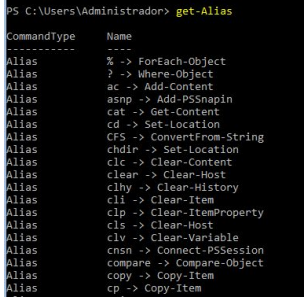 PS C:\Users\Administrador> get-Alias
CommandType Name
----------- ----
Alias % -> ForEach-Object
Alias ? -> Where-Object
Alias ac -> Add-Content
Alias asnp -> Add-PSSnapin
Alias cat -> Get-Content
Alias cd -> Set-Location
Alias CFS -> ConvertFrom-String
Alias chdir -> Set-Location
Alias clc -> Clear-Content
Alias clear -> Clear-Host
Alias clhy -> Clear-History
Alias cli -> Clear-Item
Alias clp -> Clear-ItemProperty
Alias cls -> Clear-Host
Alias clv -> Clear-Variable
Alias cnsn -> Connect-PSSession
Alias compare -> Compare-Object
Alias copy -> Copy-Item
Alias cp -> Copy-Item